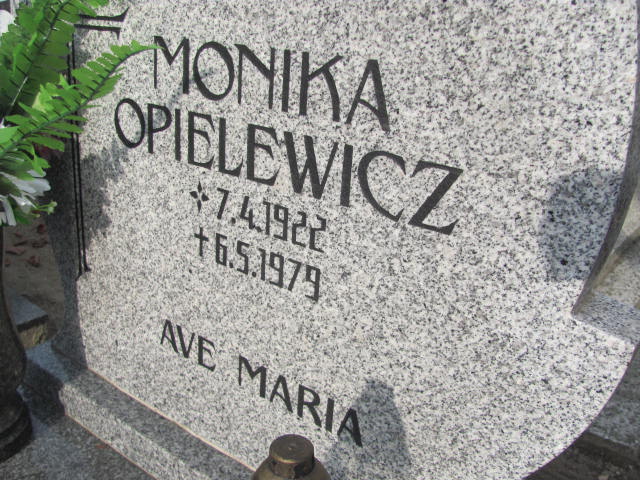 MONIKA
OPIELEWICZ
7.4.1922
6.5.1979
AVE MARIA